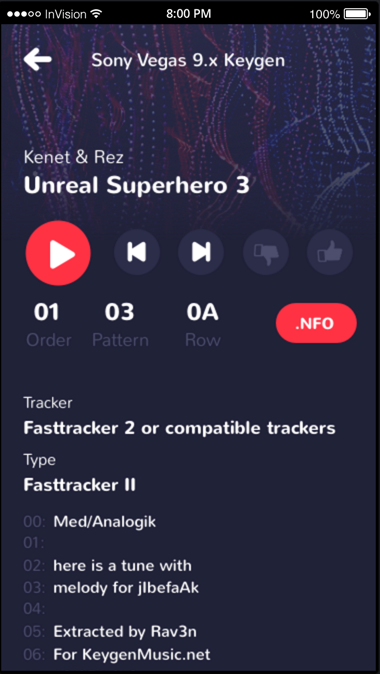 InVision 8:00 PM 100%
Sony Vegas 9.x Keygen
Kenet & Rez
Unreal Superhero 3
01 03 0A
Order Pattern Row
.NFO
Tracker
Fasttracker 2 or compatible trackers
Type
Fasttracker II
00: Med/Analogik
01:
02: here is a tune with
03: melody for jIbefaAk
04:
05: Extracted by Rav3n
06: For KeygenMusic.net